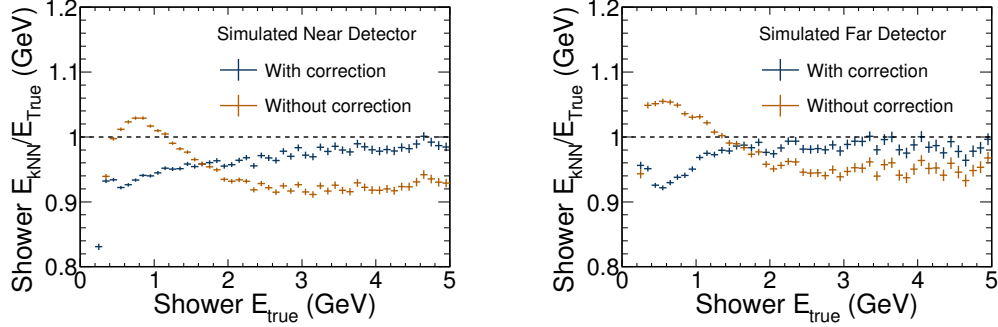 Shower E_kNN/E_True (GeV)
1.2
1.1
1
0.9
0.8
Simulated Near Detector
With correction
Without correction
0 1 2 3 4 5
Shower E_true (GeV)
Shower E_kNN/E_True (GeV)
1.2
1.1
1
0.9
0.8
Simulated Far Detector
With correction
Without correction
0 1 2 3 4 5
Shower E_true (GeV)